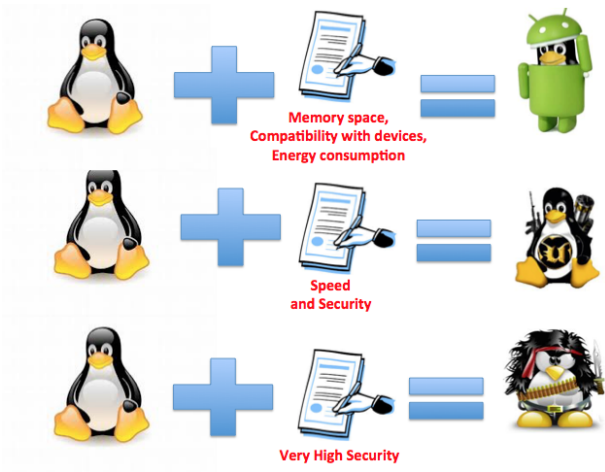 Memory space,
Compatibility with devices,
Energy consumption
Speed
and Security
Very High Security